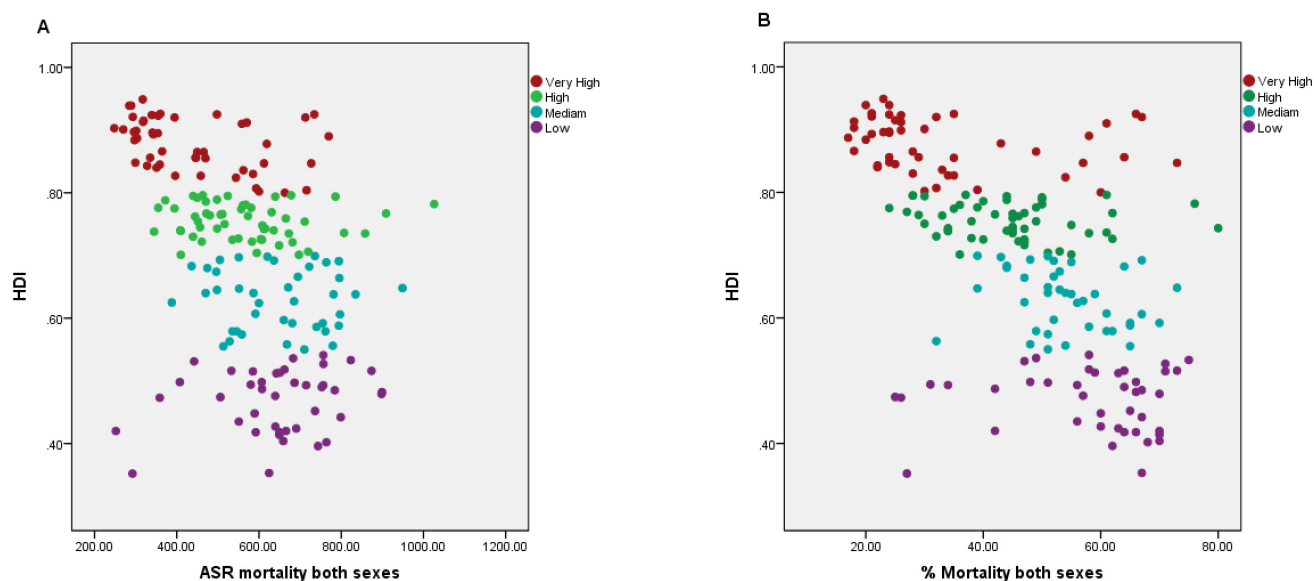 A
1.00
.80
.60
.40
HDI
200.00 400.00 600.00 800.00 1000.00 1200.00
ASR mortality both sexes
Very High
High
Mediam
Low
B
1.00
.80
.60
.40
HDI
20.00 40.00 60.00 80.00
% Mortality both sexes
Very High
High
Mediam
Low